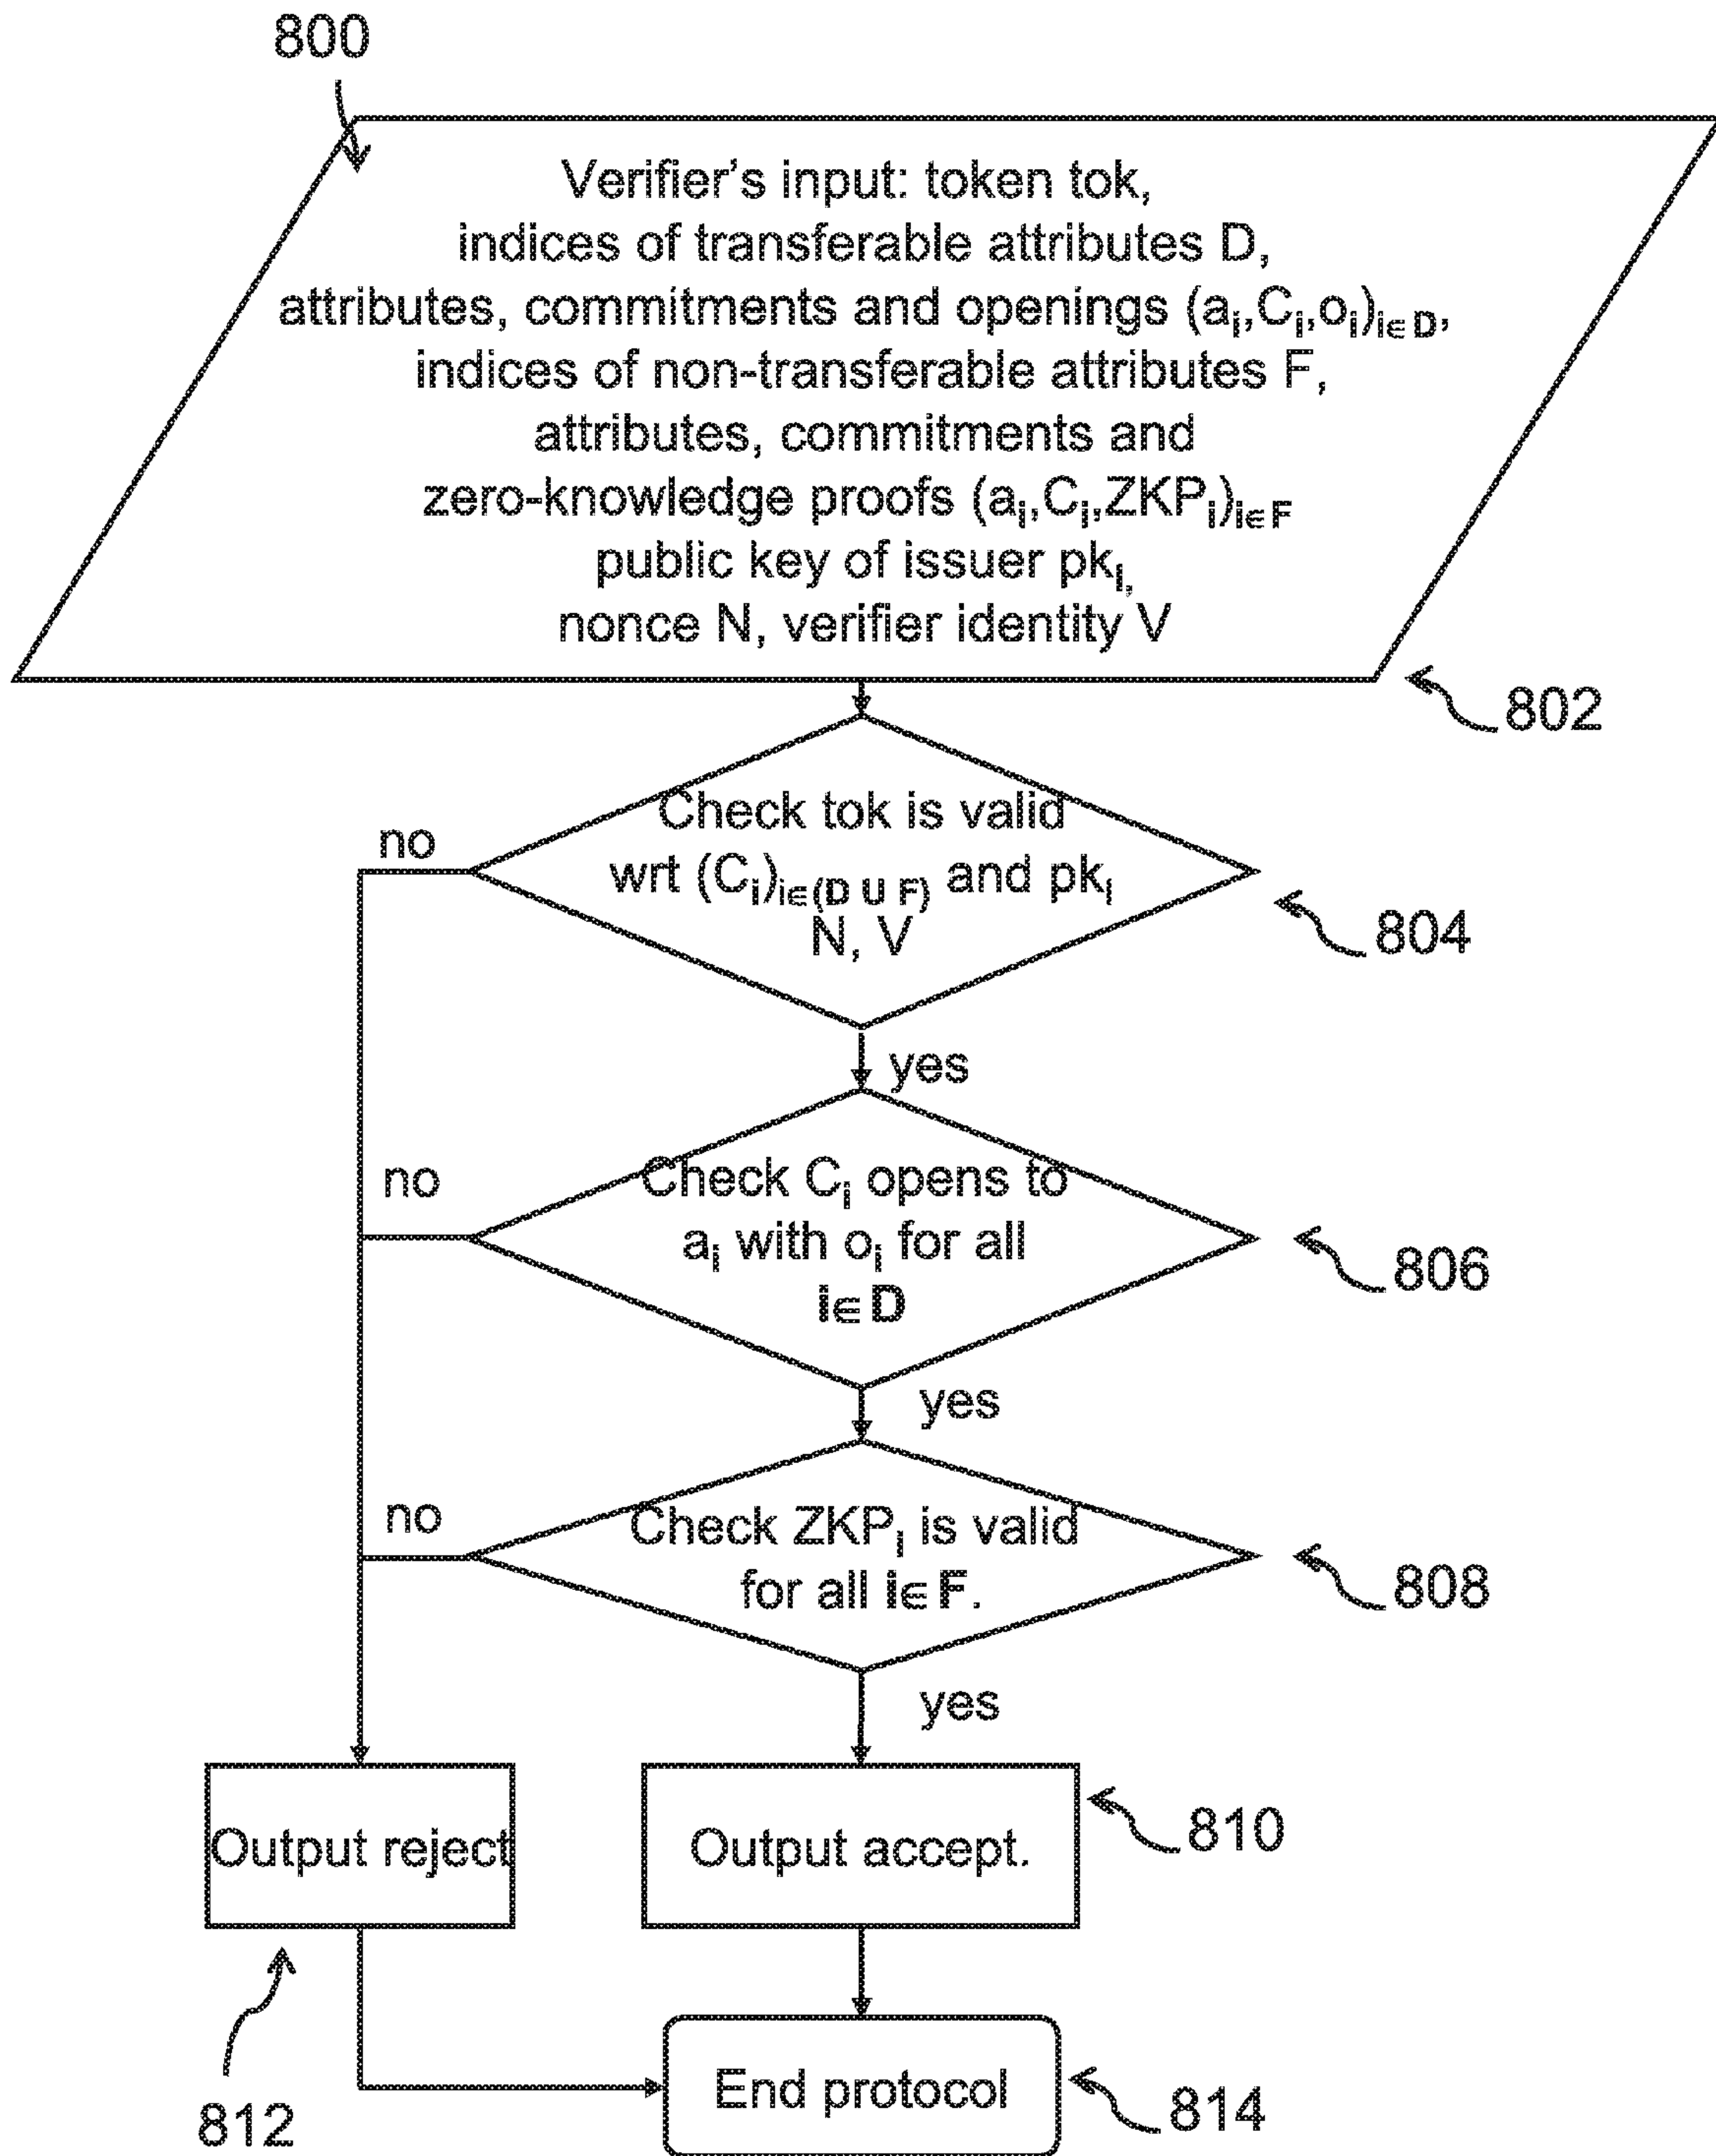 800
Verifier's input: token tok,
indices of transferable attributes D,
attributes, commitments and openings (aᵢ,Cᵢ,oᵢ)ᵢ∈D,
indices of non-transferable attributes F,
attributes, commitments and
zero-knowledge proofs (aᵢ,Cᵢ,ZKPᵢ)ᵢ∈F
public key of issuer pkI,
nonce N, verifier identity V
802
Check tok is valid
wrt (Cᵢ)ᵢ∈(D U F) and pkI
N, V
no
804
yes
Check Cᵢ opens to
aᵢ with oᵢ for all
i∈D
no
806
yes
Check ZKPᵢ is valid
for all i∈F.
no
808
yes
Output reject
Output accept.
810
812
End protocol
814